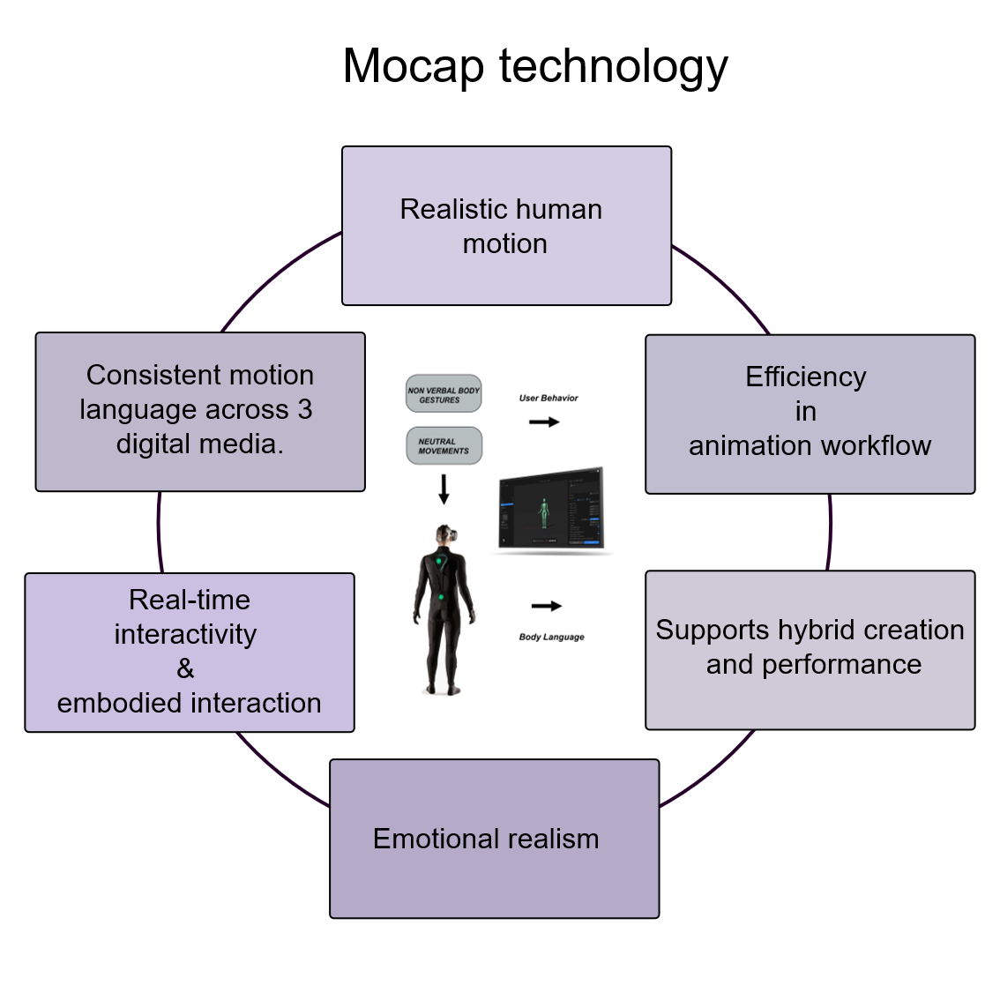 Mocap technology
Realistic human
motion
Consistent motion
language across 3
digital media.
Efficiency
in
animation workflow
NON VERBAL BODY
GESTURES
User Behavior
NEUTRAL
MOVEMENTS
Body Language
Real-time
interactivity
&
embodied interaction
Supports hybrid creation
and performance
Emotional realism